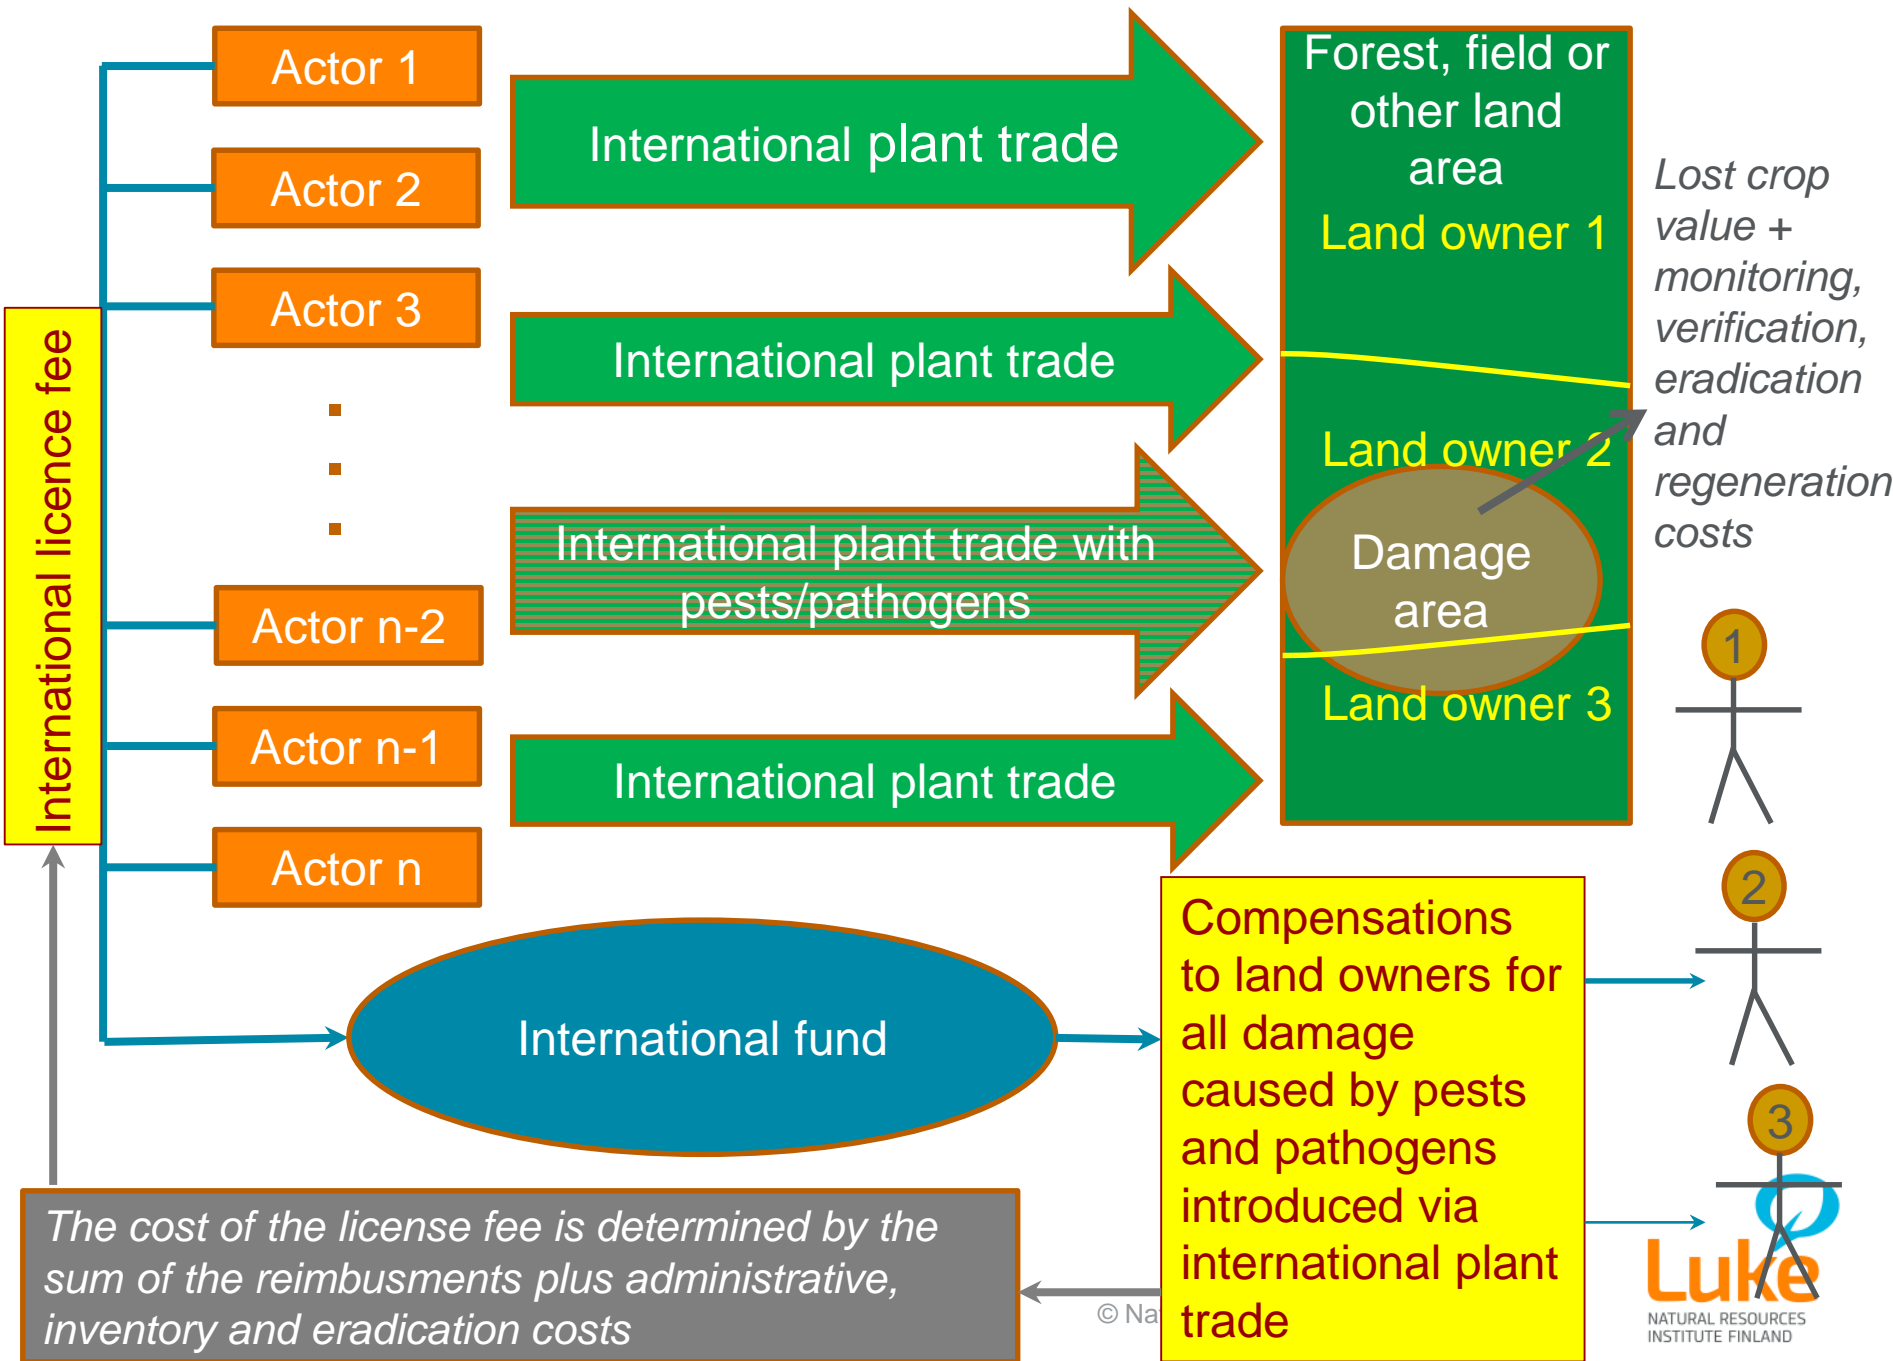 Actor 1
Actor 2
Actor 3
Actor n-2
Actor n-1
Actor n
International licence fee
International plant trade
International plant trade
International plant trade with
pests/pathogens
International plant trade
Forest, field or
other land
area
Land owner 1
Land owner 2
Damage
area
Land owner 3
Lost crop
value +
monitoring,
verification,
eradication
and
regeneration
costs
1
2
3
International fund
Compensations
to land owners for
all damage
caused by pests
and pathogens
introduced via
international plant
trade
The cost of the license fee is determined by the
sum of the reimbusments plus administrative,
inventory and eradication costs
©
Luke
NATURAL RESOURCES
INSTITUTE FINLAND